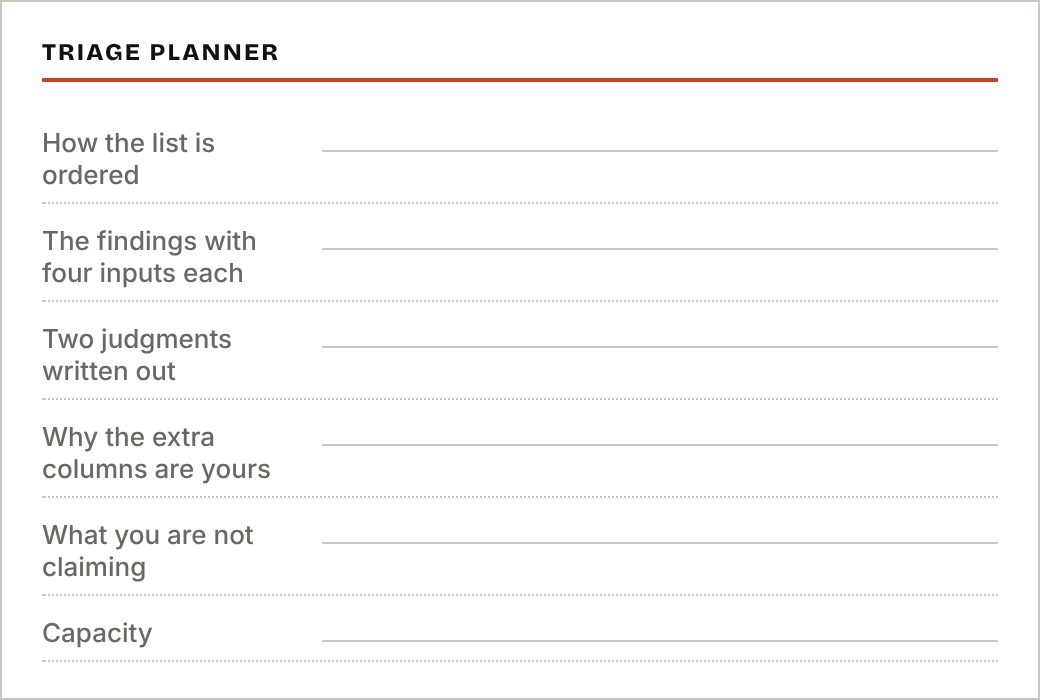 TRIAGE PLANNER
How the list is
ordered
The findings with
four inputs each
Two judgments
written out
Why the extra
columns are yours
What you are not
claiming
Capacity